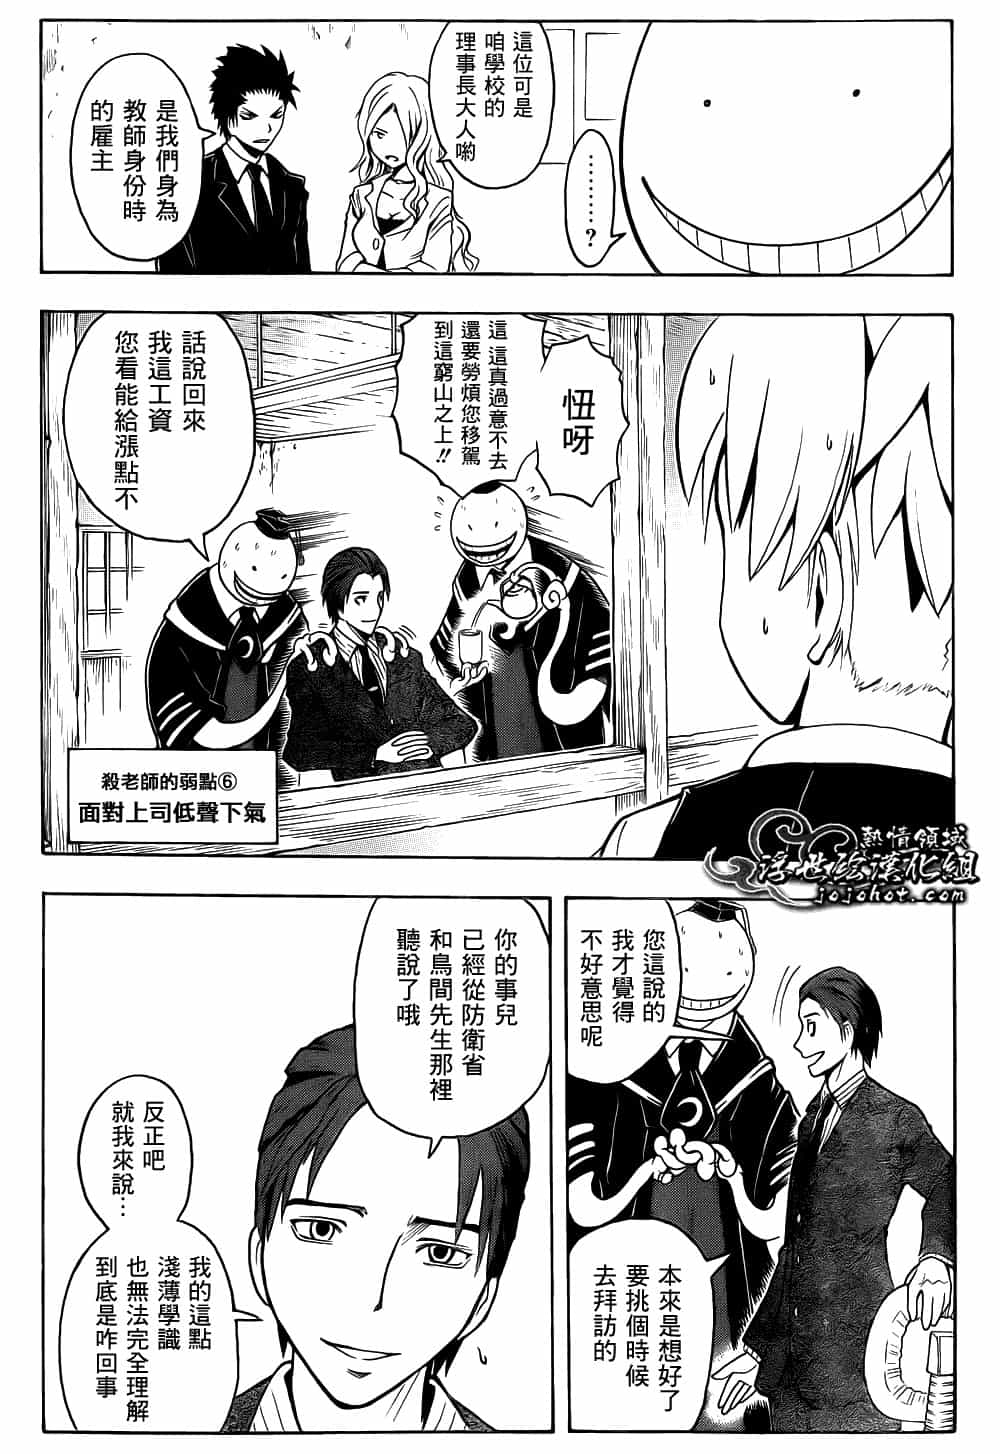 ………?
這位可是
咱學校的
理事長大人喲
是我們身為
教師身份時
的雇主
忸呀
這 這真過意不去
還要勞煩您移駕
到這窮山之上!!
話說回來
我這工資
您看能給漲點不
殺老師的弱點⑥
面對上司低聲下氣
熱情領域
浮世繪漢化組
jojohot.com
您這說的
我才覺得
不好意思呢
本來是想好了
要挑個時候
去拜訪的
你的事兒
已經從防衛省
和烏間先生那裡
聽說了哦
反正吧
就我來說…
我的這點
淺薄學識
也無法完全理解
到底是咋回事